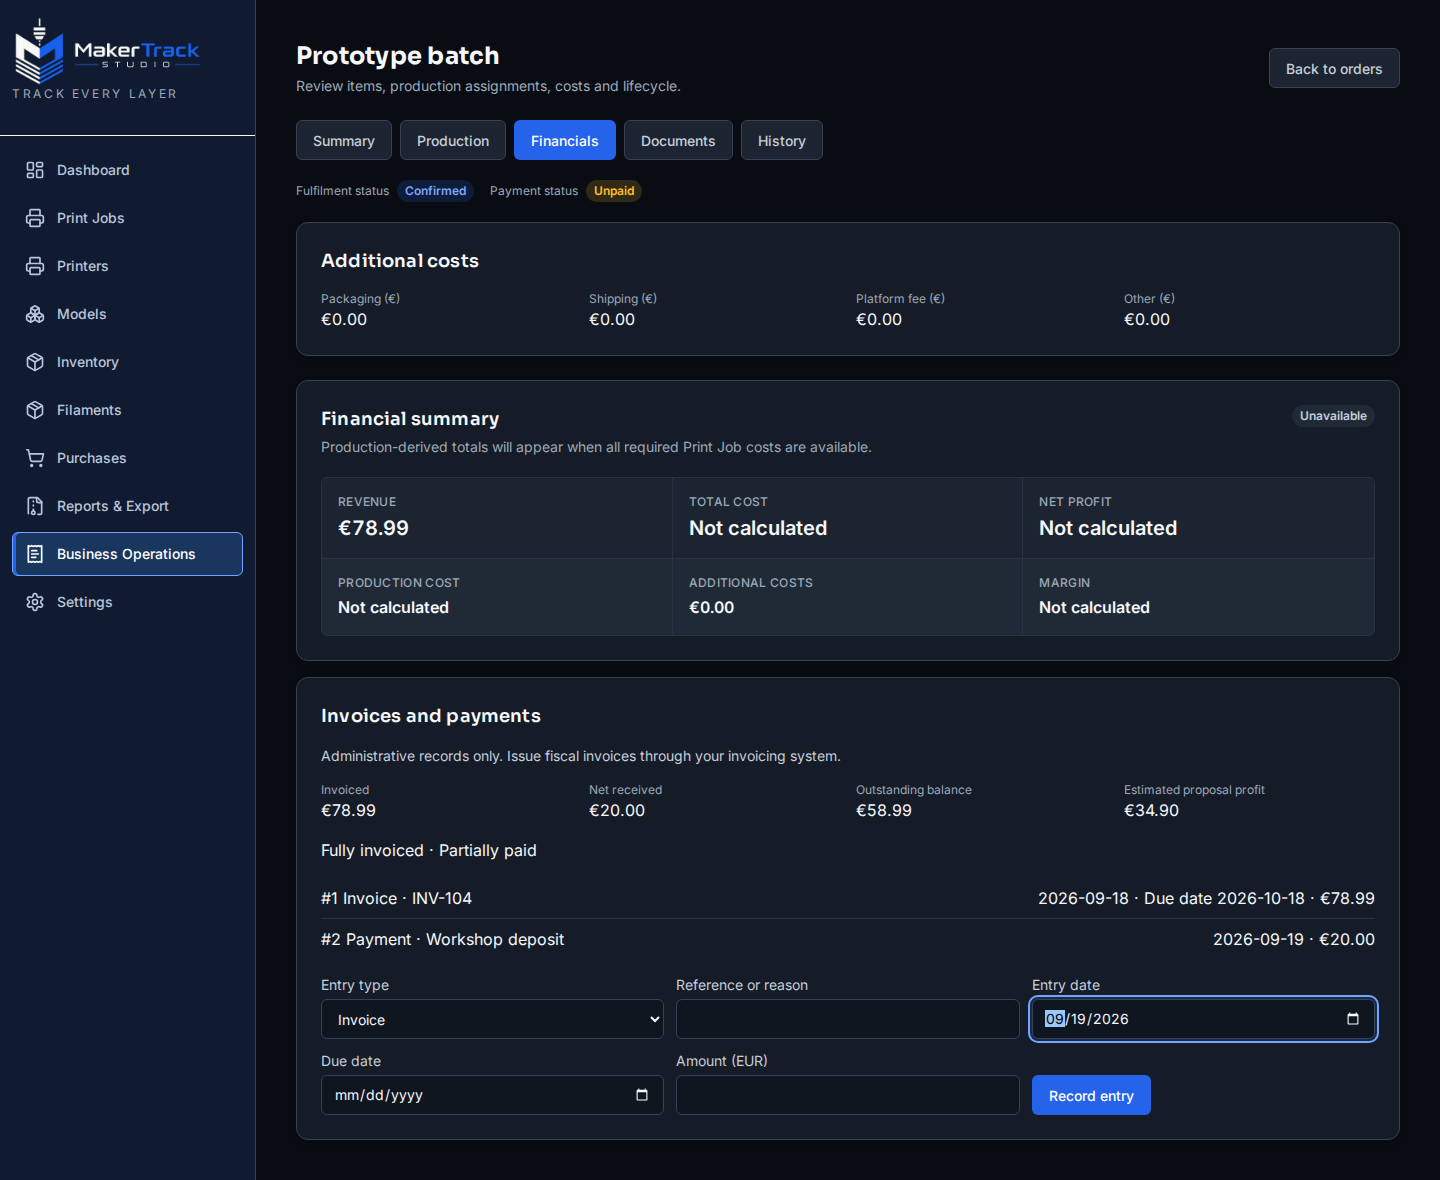 MakerTrack
STUDIO
TRACK EVERY LAYER
Dashboard
Print Jobs
Printers
Models
Inventory
Filaments
Purchases
Reports & Export
Business Operations
Settings
Prototype batch
Review items, production assignments, costs and lifecycle.
Back to orders
Summary Production Financials Documents History
Fulfilment status Confirmed Payment status Unpaid
Additional costs
Packaging (€) Shipping (€) Platform fee (€) Other (€)
€0.00 €0.00 €0.00 €0.00
Financial summary
Unavailable
Production-derived totals will appear when all required Print Job costs are available.
REVENUE TOTAL COST NET PROFIT
€78.99 Not calculated Not calculated
PRODUCTION COST ADDITIONAL COSTS MARGIN
Not calculated €0.00 Not calculated
Invoices and payments
Administrative records only. Issue fiscal invoices through your invoicing system.
Invoiced Net received Outstanding balance Estimated proposal profit
€78.99 €20.00 €58.99 €34.90
Fully invoiced · Partially paid
#1 Invoice · INV-104 2026-09-18 · Due date 2026-10-18 · €78.99
#2 Payment · Workshop deposit 2026-09-19 · €20.00
Entry type Reference or reason Entry date
Invoice 09/19/2026
Due date Amount (EUR)
mm/dd/yyyy Record entry